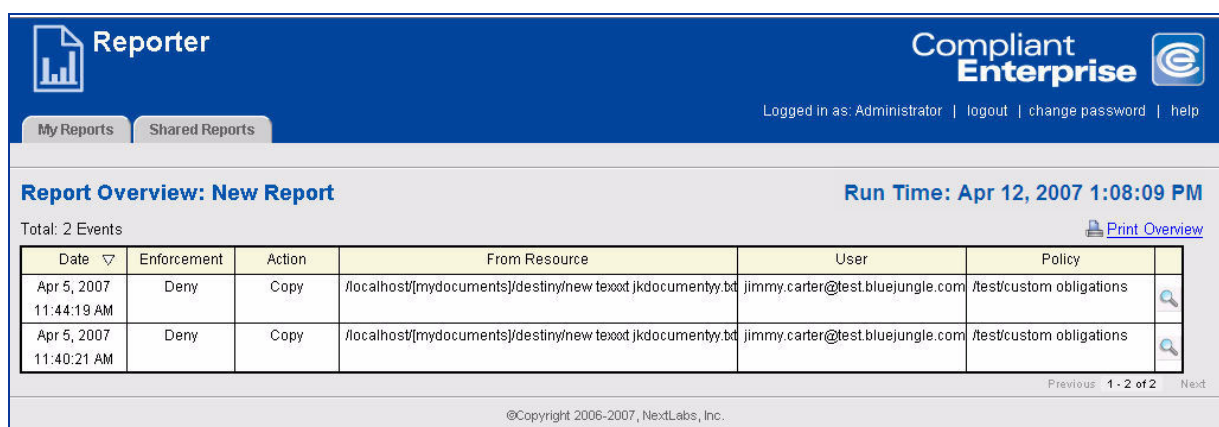 Reporter
Compliant
Enterprise
Logged in as: Administrator | logout | change password | help
My Reports
Shared Reports
Report Overview: New Report
Run Time: Apr 12, 2007 1:08:09 PM
Total: 2 Events
Print Overview
Date Enforcement Action From Resource User Policy
Apr 5, 2007 Deny Copy /localhost/[mydocuments]/destiny/new texxxt jkdocumentyy.txt jimmy.carter@test.bluejungle.com /test/custom obligations
11:44:19 AM
Apr 5, 2007 Deny Copy /localhost/[mydocuments]/destiny/new texxxt jkdocumentyy.txt jimmy.carter@test.bluejungle.com /test/custom obligations
11:40:21 AM
Previous 1 - 2 of 2 Next
©Copyright 2006-2007, NextLabs, Inc.